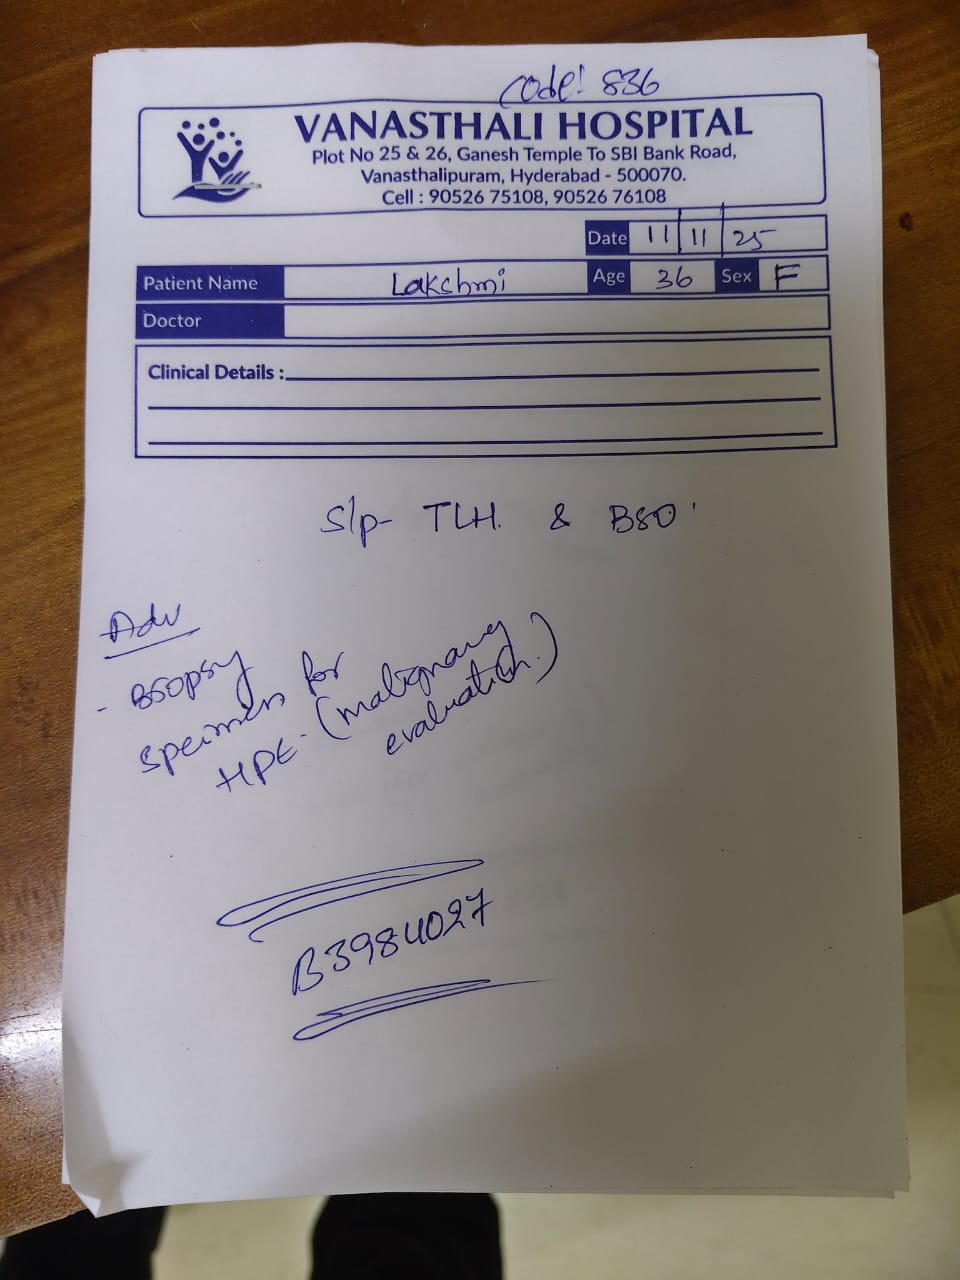 code: 836
VANASTHALI HOSPITAL
Plot No 25 & 26, Ganesh Temple To SBI Bank Road,
Vanasthalipuram, Hyderabad - 500070.
Cell : 90526 75108, 90526 76108
Date 11/11/25
Patient Name Lakshmi Age 36 Sex F
Doctor
Clinical Details :
S/p- TLH. & BSO
Adv
- Biopsy
specimen for
HPE- (malignancy
evaluation.)
B3984027